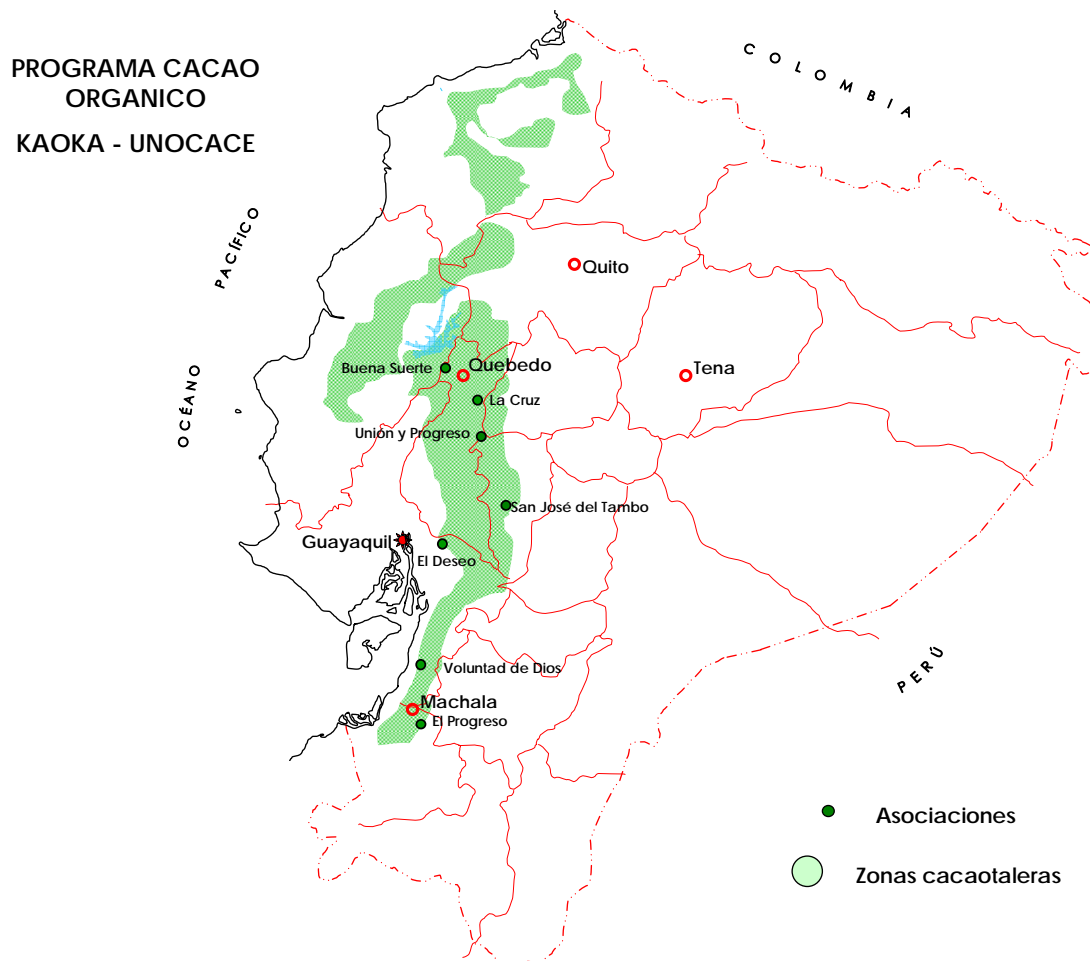 PROGRAMA CACAO
ORGANICO
KAOKA - UNOCACE
COLOMBIA
OCÉANO PACÍFICO
Quito
Buena Suerte
Quebedo
Tena
La Cruz
Unión y Progreso
San José del Tambo
Guayaquil
El Deseo
PERÚ
Voluntad de Dios
Machala
El Progreso
Asociaciones
Zonas cacaotaleras